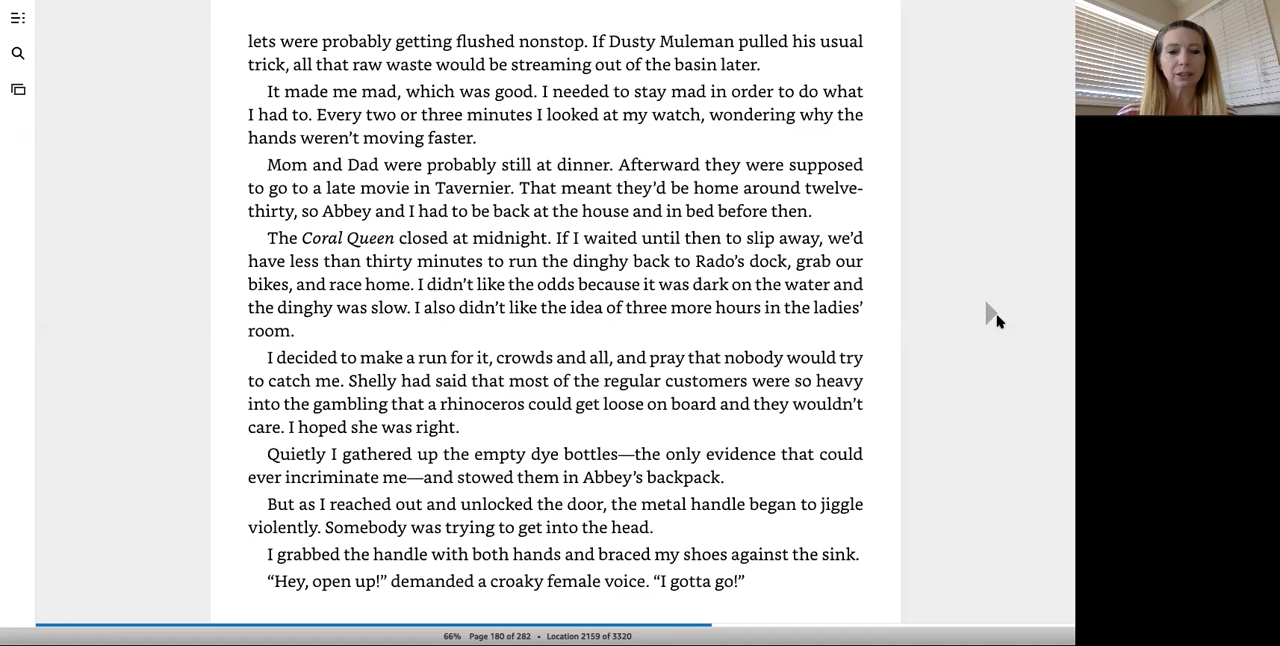 lets were probably getting flushed nonstop. If Dusty Muleman pulled his usual
trick, all that raw waste would be streaming out of the basin later.
It made me mad, which was good. I needed to stay mad in order to do what
I had to. Every two or three minutes I looked at my watch, wondering why the
hands weren’t moving faster.
Mom and Dad were probably still at dinner. Afterward they were supposed
to go to a late movie in Tavernier. That meant they’d be home around twelve-
thirty, so Abbey and I had to be back at the house and in bed before then.
The Coral Queen closed at midnight. If I waited until then to slip away, we’d
have less than thirty minutes to run the dinghy back to Rado’s dock, grab our
bikes, and race home. I didn’t like the odds because it was dark on the water and
the dinghy was slow. I also didn’t like the idea of three more hours in the ladies’
room.
I decided to make a run for it, crowds and all, and pray that nobody would try
to catch me. Shelly had said that most of the regular customers were so heavy
into the gambling that a rhinoceros could get loose on board and they wouldn’t
care. I hoped she was right.
Quietly I gathered up the empty dye bottles—the only evidence that could
ever incriminate me—and stowed them in Abbey’s backpack.
But as I reached out and unlocked the door, the metal handle began to jiggle
violently. Somebody was trying to get into the head.
I grabbed the handle with both hands and braced my shoes against the sink.
“Hey, open up!” demanded a croaky female voice. “I gotta go!”
66% Page 180 of 282 • Location 2159 of 3320